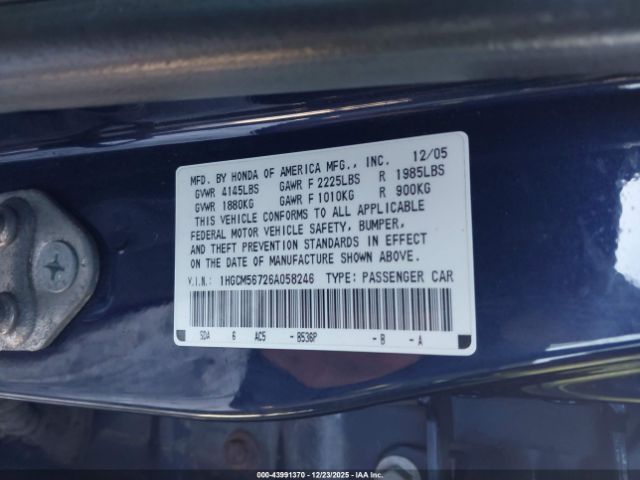 MFD. BY HONDA OF AMERICA MFG., INC. 12/05
GVWR 4145LBS GAWR F 2225LBS R 1985LBS
GVWR 1880KG GAWR F 1010KG R 900KG
THIS VEHICLE CONFORMS TO ALL APPLICABLE
FEDERAL MOTOR VEHICLE SAFETY, BUMPER,
AND THEFT PREVENTION STANDARDS IN EFFECT
ON THE DATE OF MANUFACTURE SHOWN ABOVE.
V.I.N.: 1HGCM56726A058246 TYPE: PASSENGER CAR
SDA 6 AC5 - B536P - B - A
Stock: 43991370 - 12/23/2025 - IAA Inc.